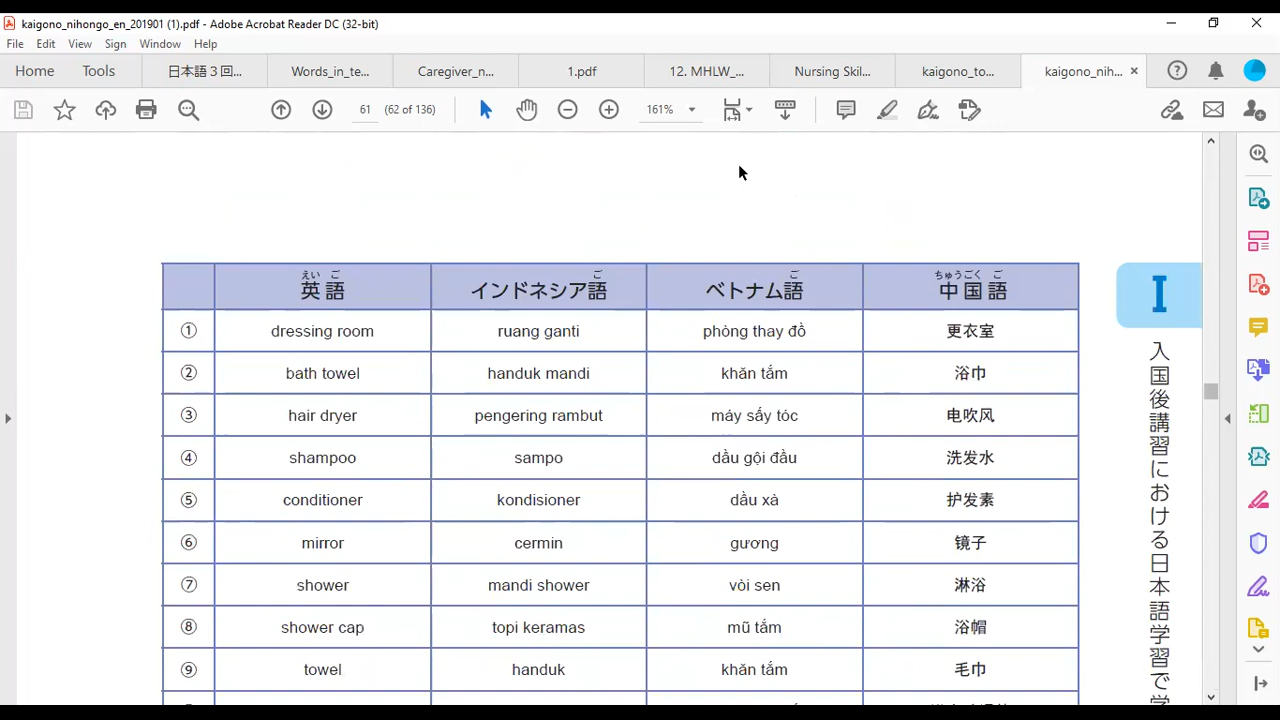 kaigono_nihongo_en_201901 (1).pdf - Adobe Acrobat Reader DC (32-bit)
File Edit View Sign Window Help
Home Tools 日本語３回... Words_in_te... Caregiver_n... 1.pdf 12. MHLW_... Nursing Skil... kaigono_to... kaigono_nih... ×
61 (62 of 136) 161%
えい ご ご ご ちゅうごく ご
英語 インドネシア語 ベトナム語 中国語
① dressing room ruang ganti phòng thay đồ 更衣室
② bath towel handuk mandi khăn tắm 浴巾
③ hair dryer pengering rambut máy sấy tóc 电吹风
④ shampoo sampo dầu gội đầu 洗发水
⑤ conditioner kondisioner dầu xả 护发素
⑥ mirror cermin gương 镜子
⑦ shower mandi shower vòi sen 淋浴
⑧ shower cap topi keramas mũ tắm 浴帽
⑨ towel handuk khăn tắm 毛巾
I
入国後講習における日本語学習で